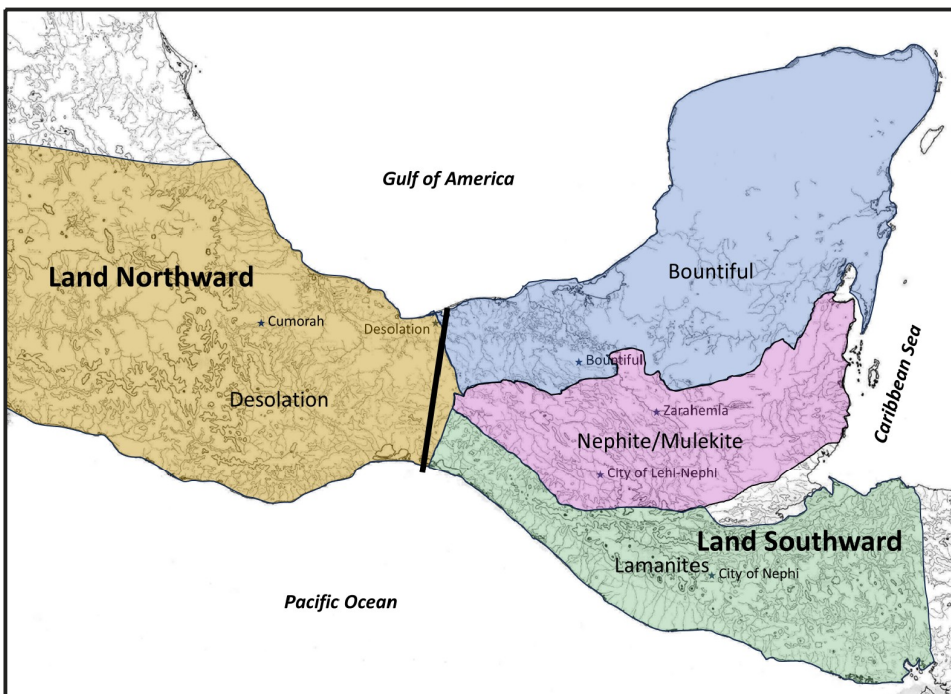 Gulf of America
Land Northward
Bountiful
Cumorah
Desolation
Bountiful
Caribbean Sea
Desolation
Zarahemla
Nephite/Mulekite
City of Lehi-Nephi
Land Southward
Lamanites
City of Nephi
Pacific Ocean